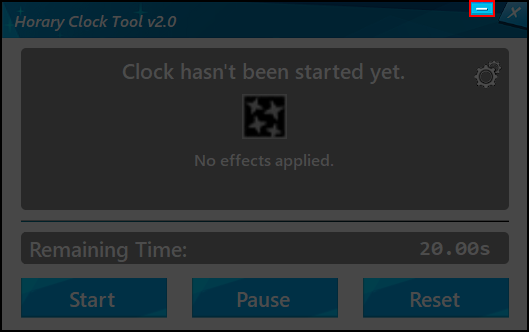 Horary Clock Tool v2.0
Clock hasn't been started yet.
No effects applied.
Remaining Time: 20.00s
Start Pause Reset